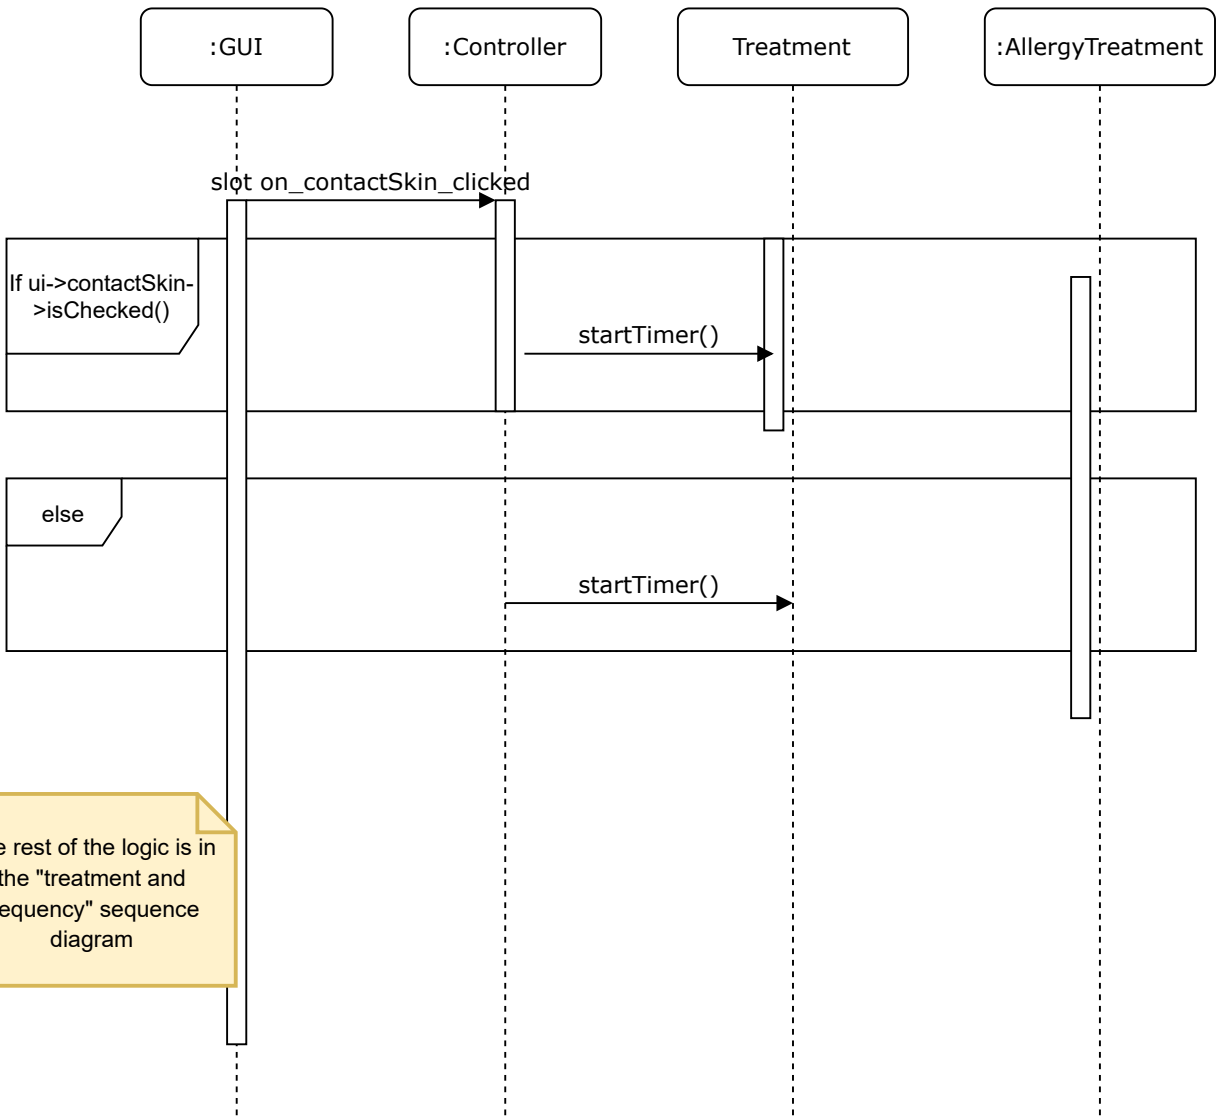 :GUI
:Controller
Treatment
:AllergyTreatment
slot on_contactSkin_clicked
If ui->contactSkin-
>isChecked()
startTimer()
else
startTimer()
rest of the logic is in
the "treatment and
sequence
diagram